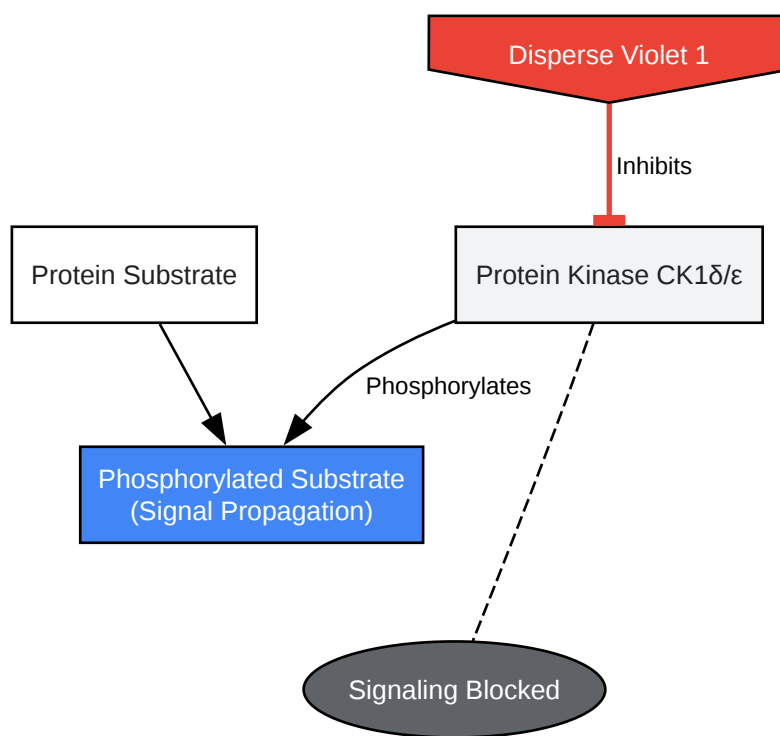 Disperse Violet 1
Inhibits
Protein Substrate
Protein Kinase CK1δ/ε
Phosphorylates
Phosphorylated Substrate
(Signal Propagation)
Signaling Blocked